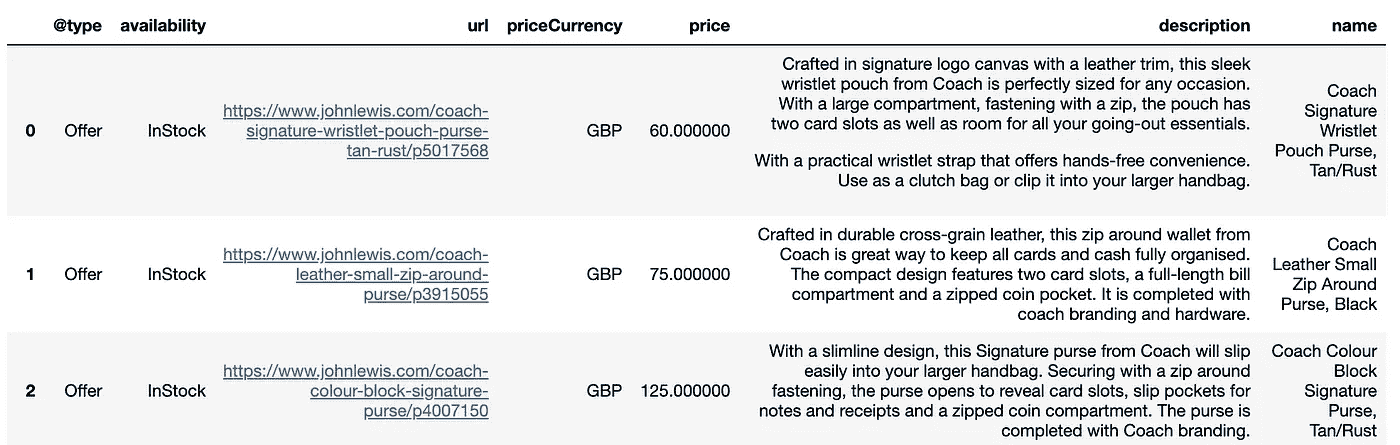 @type availability url priceCurrency price description name
0 Offer InStock https://www.johnlewis.com/coach-
signature-wristlet-pouch-purse-
tan-rust/p5017568 GBP 60.000000 Crafted in signature logo canvas with a leather trim, this sleek
wristlet pouch from Coach is perfectly sized for any occasion.
With a large compartment, fastening with a zip, the pouch has
two card slots as well as room for all your going-out essentials.
With a practical wristlet strap that offers hands-free convenience.
Use as a clutch bag or clip it into your larger handbag.
Coach
Signature
Wristlet
Pouch Purse,
Tan/Rust
1 Offer InStock https://www.johnlewis.com/coach-
leather-small-zip-around-
purse/p3915055 GBP 75.000000 Crafted in durable cross-grain leather, this zip around wallet from
Coach is great way to keep all cards and cash fully organised.
The compact design features two card slots, a full-length bill
compartment and a zipped coin pocket. It is completed with
coach branding and hardware.
Coach
Leather Small
Zip Around
Purse, Black
2 Offer InStock https://www.johnlewis.com/coach-
colour-block-signature-
purse/p4007150 GBP 125.000000 With a slimline design, this Signature purse from Coach will slip
easily into your larger handbag. Securing with a zip around
fastening, the purse opens to reveal card slots, slip pockets for
notes and receipts and a zipped coin compartment. The purse is
completed with Coach branding.
Coach Colour
Block
Signature
Purse,
Tan/Rust